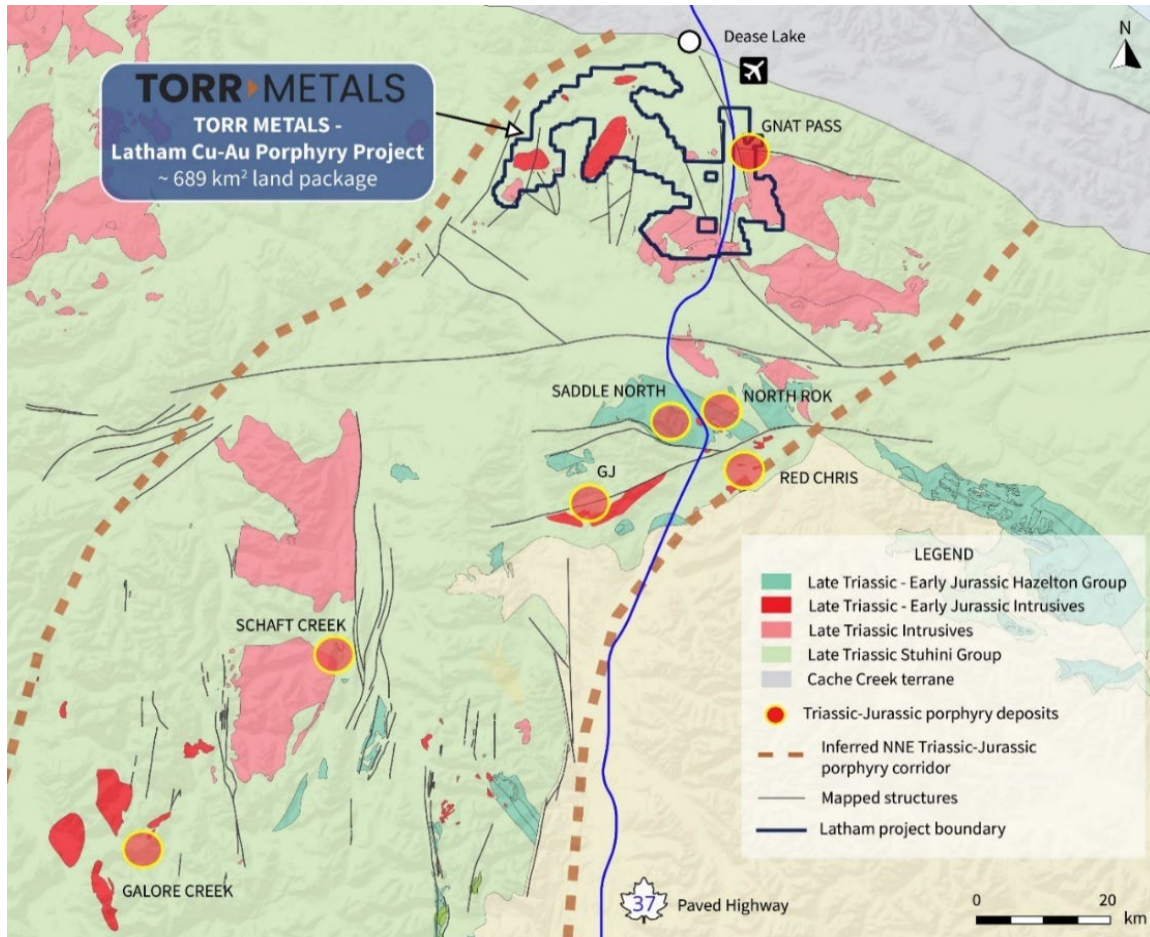 Dease Lake
N
TORR METALS
TORR METALS -
Latham Cu-Au Porphyry Project
~ 689 km² land package
GNAT PASS
SADDLE NORTH
NORTH ROK
GJ
RED CHRIS
SCHAFT CREEK
GALORE CREEK
LEGEND
Late Triassic - Early Jurassic Hazelton Group
Late Triassic - Early Jurassic Intrusives
Late Triassic Intrusives
Late Triassic Stuhini Group
Cache Creek terrane
Triassic-Jurassic porphyry deposits
Inferred NNE Triassic-Jurassic
porphyry corridor
Mapped structures
Latham project boundary
37 Paved Highway
0 20
km